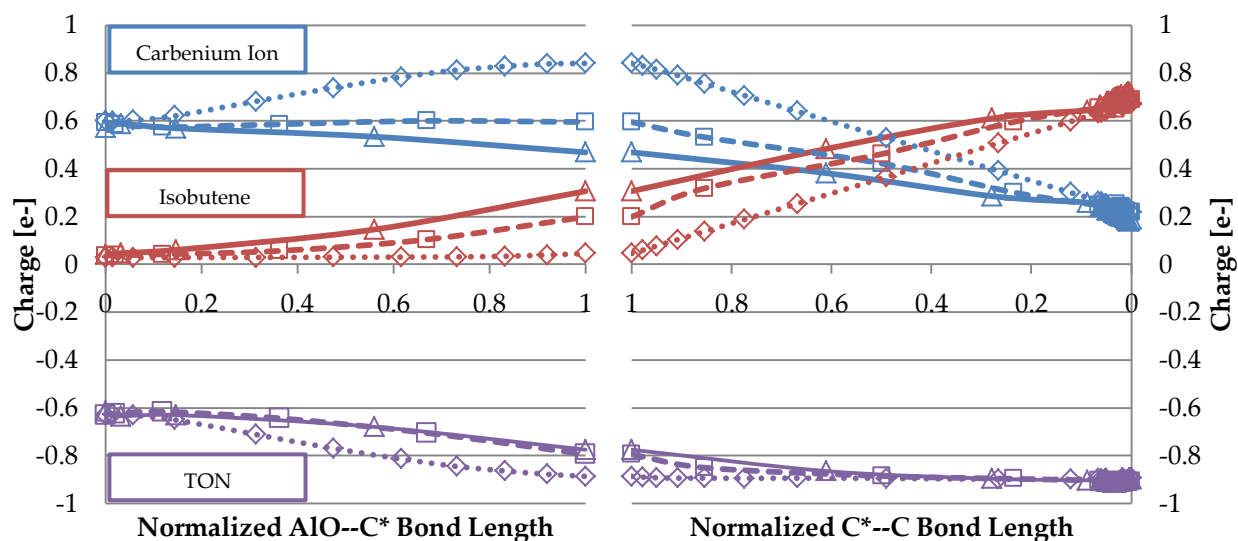 1
0.8
0.6
0.4
0.2
0
-0.2
-0.4
-0.6
-0.8
-1
Charge [e-]
Carbenium Ion
Isobutene
TON
0 0.2 0.4 0.6 0.8 1
Normalized AlO--C* Bond Length
1 0.8 0.6 0.4 0.2 0
Normalized C*--C Bond Length
1
0.8
0.6
0.4
0.2
0
-0.2
-0.4
-0.6
-0.8
-1
Charge [e-]